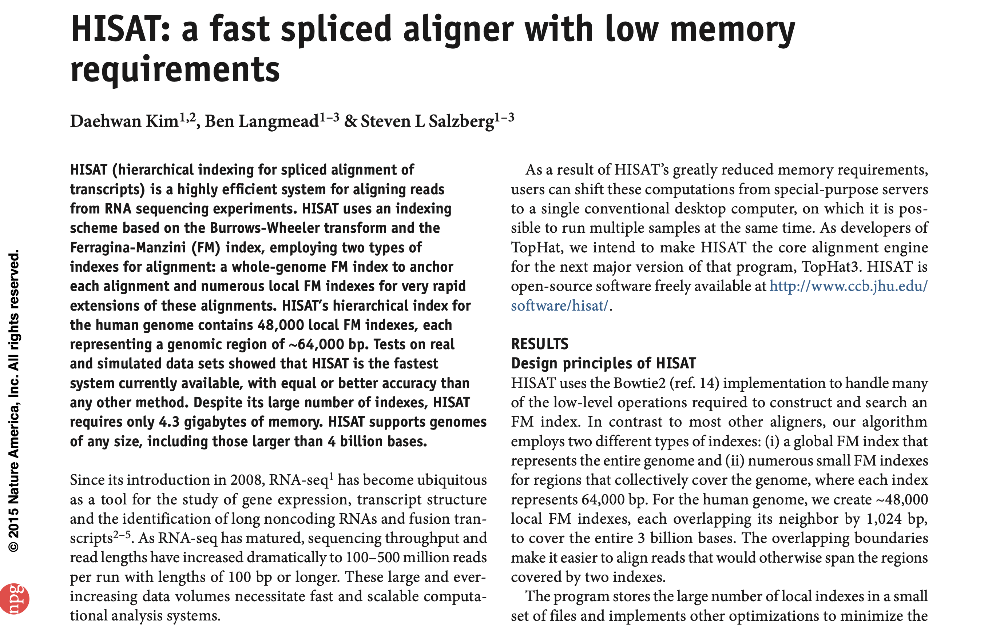 HISAT: a fast spliced aligner with low memory
requirements
Daehwan Kim1,2, Ben Langmead1–3 & Steven L Salzberg1–3
HISAT (hierarchical indexing for spliced alignment of
transcripts) is a highly efficient system for aligning reads
from RNA sequencing experiments. HISAT uses an indexing
scheme based on the Burrows-Wheeler transform and the
Ferragina-Manzini (FM) index, employing two types of
indexes for alignment: a whole-genome FM index to anchor
each alignment and numerous local FM indexes for very rapid
extensions of these alignments. HISAT’s hierarchical index for
the human genome contains 48,000 local FM indexes, each
representing a genomic region of ~64,000 bp. Tests on real
and simulated data sets showed that HISAT is the fastest
system currently available, with equal or better accuracy than
any other method. Despite its large number of indexes, HISAT
requires only 4.3 gigabytes of memory. HISAT supports genomes
of any size, including those larger than 4 billion bases.
Since its introduction in 2008, RNA-seq1 has become ubiquitous
as a tool for the study of gene expression, transcript structure
and the identification of long noncoding RNAs and fusion tran-
scripts2–5. As RNA-seq has matured, sequencing throughput and
read lengths have increased dramatically to 100–500 million reads
per run with lengths of 100 bp or longer. These large and ever-
increasing data volumes necessitate fast and scalable computa-
tional analysis systems.
As a result of HISAT’s greatly reduced memory requirements,
users can shift these computations from special-purpose servers
to a single conventional desktop computer, on which it is pos-
sible to run multiple samples at the same time. As developers of
TopHat, we intend to make HISAT the core alignment engine
for the next major version of that program, TopHat3. HISAT is
open-source software freely available at http://www.ccb.jhu.edu/
software/hisat/.
RESULTS
Design principles of HISAT
HISAT uses the Bowtie2 (ref. 14) implementation to handle many
of the low-level operations required to construct and search an
FM index. In contrast to most other aligners, our algorithm
employs two different types of indexes: (i) a global FM index that
represents the entire genome and (ii) numerous small FM indexes
for regions that collectively cover the genome, where each index
represents 64,000 bp. For the human genome, we create ~48,000
local FM indexes, each overlapping its neighbor by 1,024 bp,
to cover the entire 3 billion bases. The overlapping boundaries
make it easier to align reads that would otherwise span the regions
covered by two indexes.
The program stores the large number of local indexes in a small
set of files and implements other optimizations to minimize the
© 2015 Nature America, Inc. All rights reserved.
npg